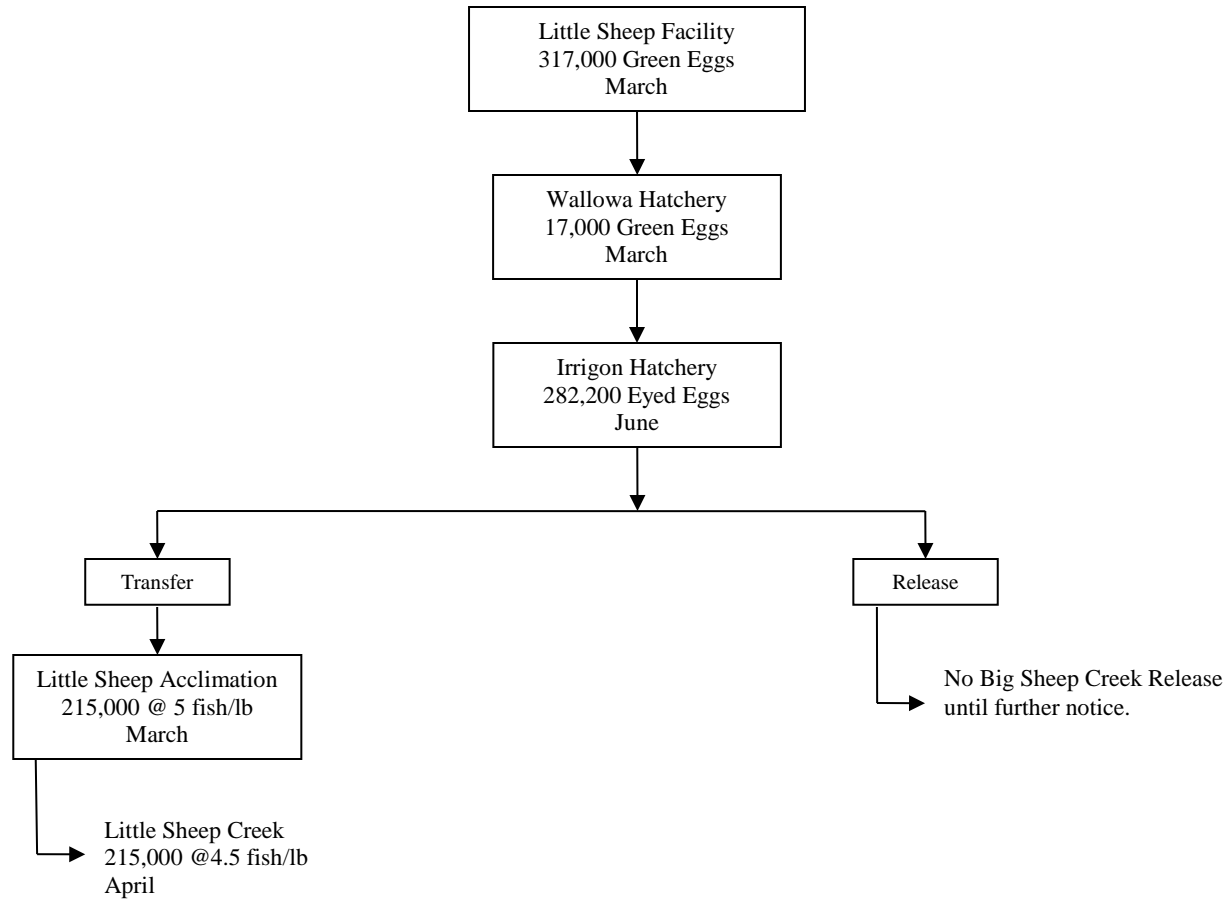 Little Sheep Facility
317,000 Green Eggs
March
Wallowa Hatchery
17,000 Green Eggs
March
Irrigon Hatchery
282,200 Eyed Eggs
June
Transfer
Release
Little Sheep Acclimation
215,000 @ 5 fish/lb
March
No Big Sheep Creek Release
until further notice.
Little Sheep Creek
215,000 @4.5 fish/lb
April